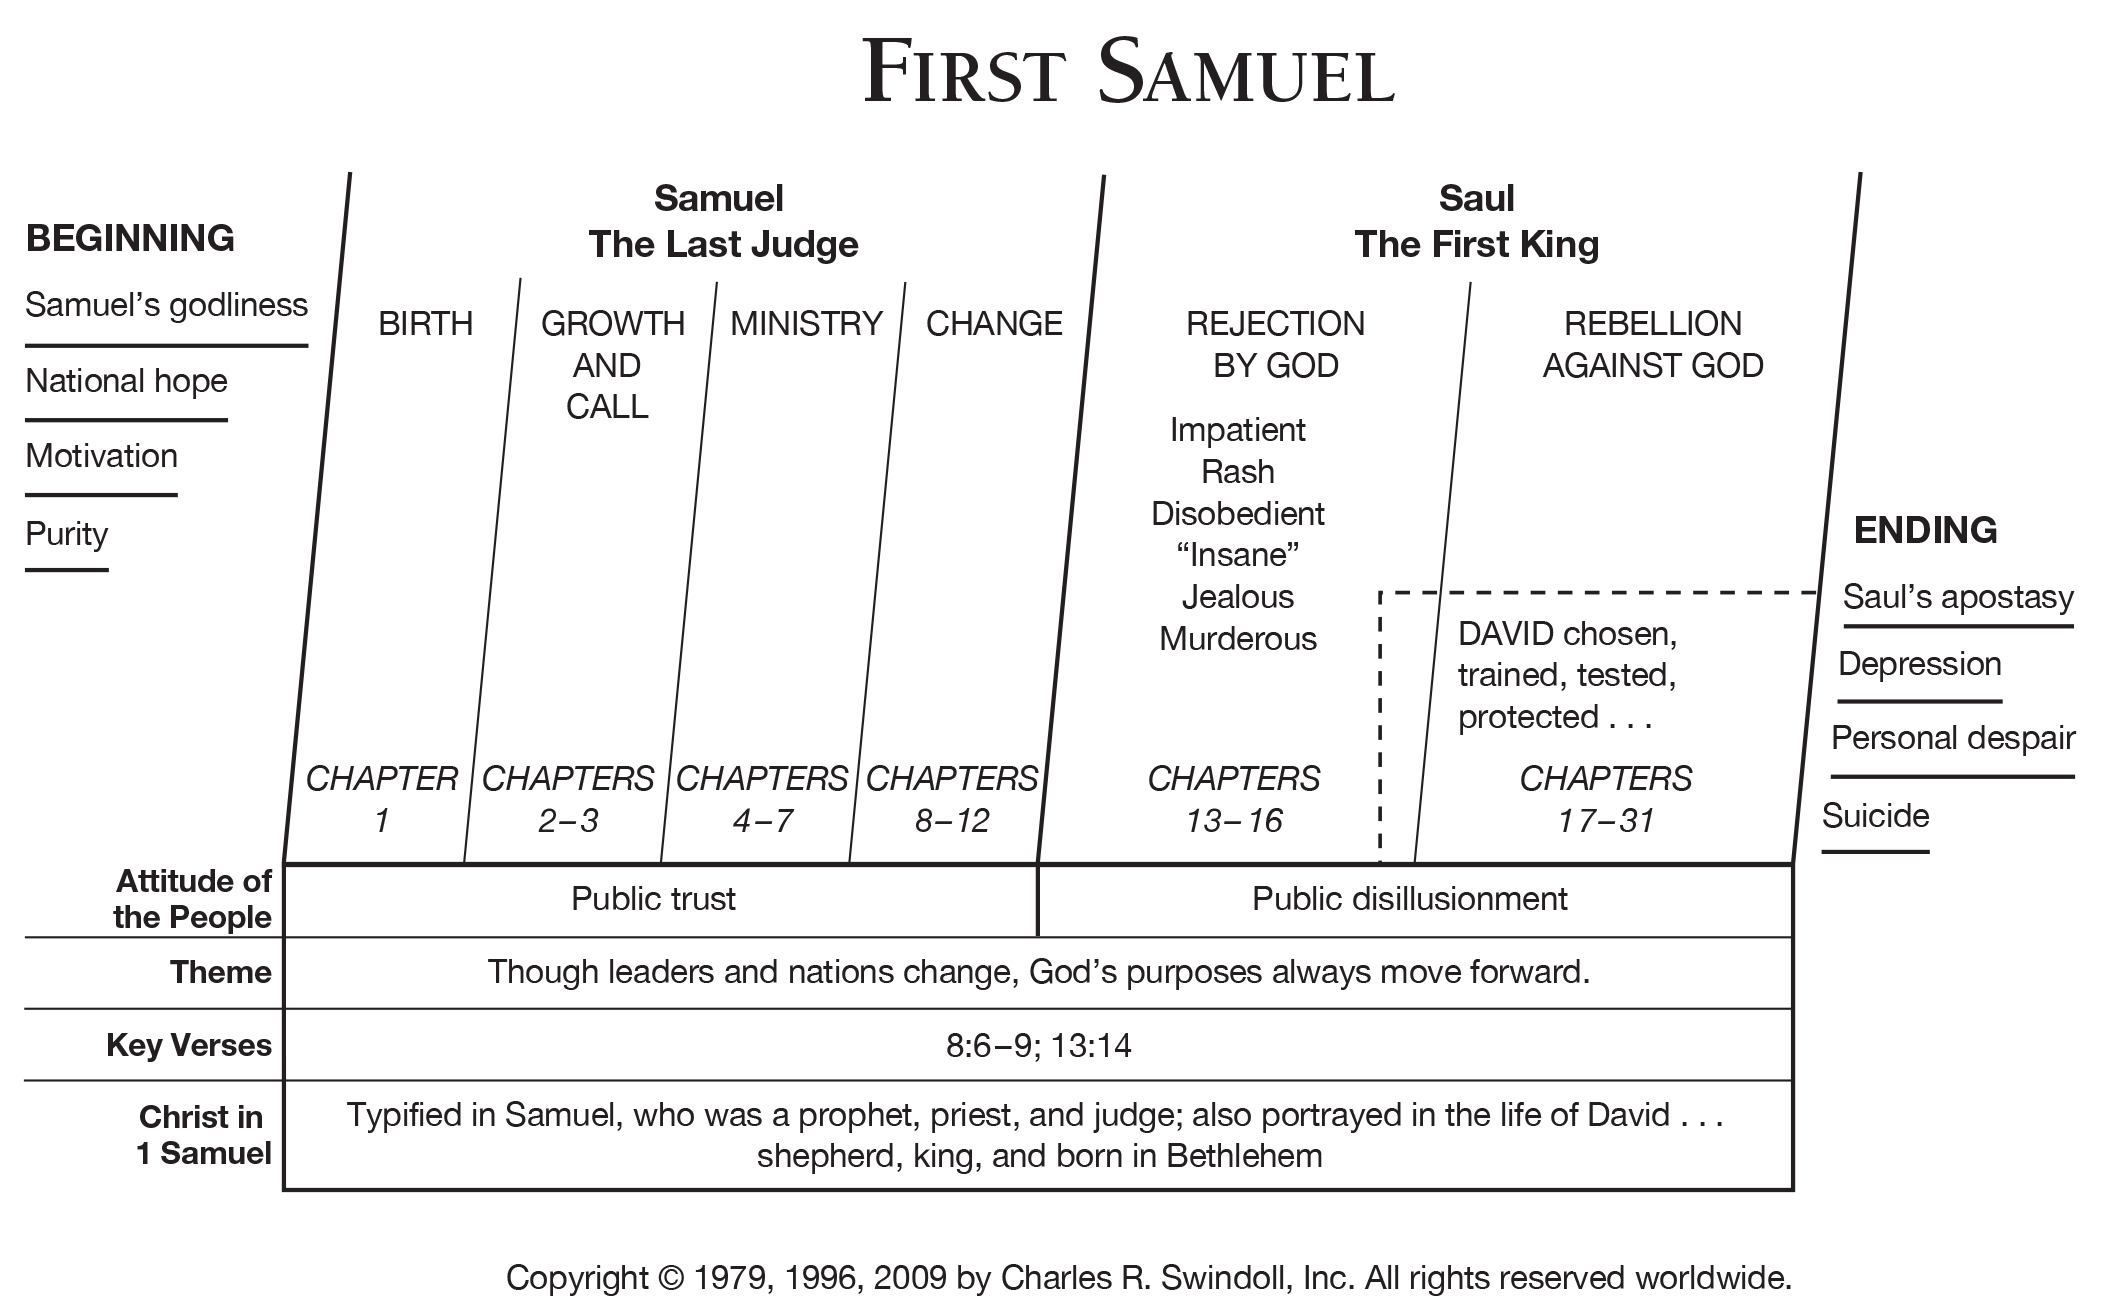 FIRST SAMUEL
BEGINNING
Samuel’s godliness
National hope
Motivation
Purity
Samuel
The Last Judge
BIRTH
CHAPTER
1
GROWTH
AND
CALL
CHAPTERS
2–3
MINISTRY
CHAPTERS
4–7
CHANGE
CHAPTERS
8–12
Saul
The First King
REJECTION
BY GOD
Impatient
Rash
Disobedient
“Insane”
Jealous
Murderous
CHAPTERS
13–16
REBELLION
AGAINST GOD
DAVID chosen,
trained, tested,
protected . . .
CHAPTERS
17–31
ENDING
Saul’s apostasy
Depression
Personal despair
Suicide
Attitude of
the People
Public trust
Public disillusionment
Theme
Though leaders and nations change, God’s purposes always move forward.
Key Verses
8:6–9; 13:14
Christ in
1 Samuel
Typified in Samuel, who was a prophet, priest, and judge; also portrayed in the life of David . . .
shepherd, king, and born in Bethlehem
Copyright © 1979, 1996, 2009 by Charles R. Swindoll, Inc. All rights reserved worldwide.